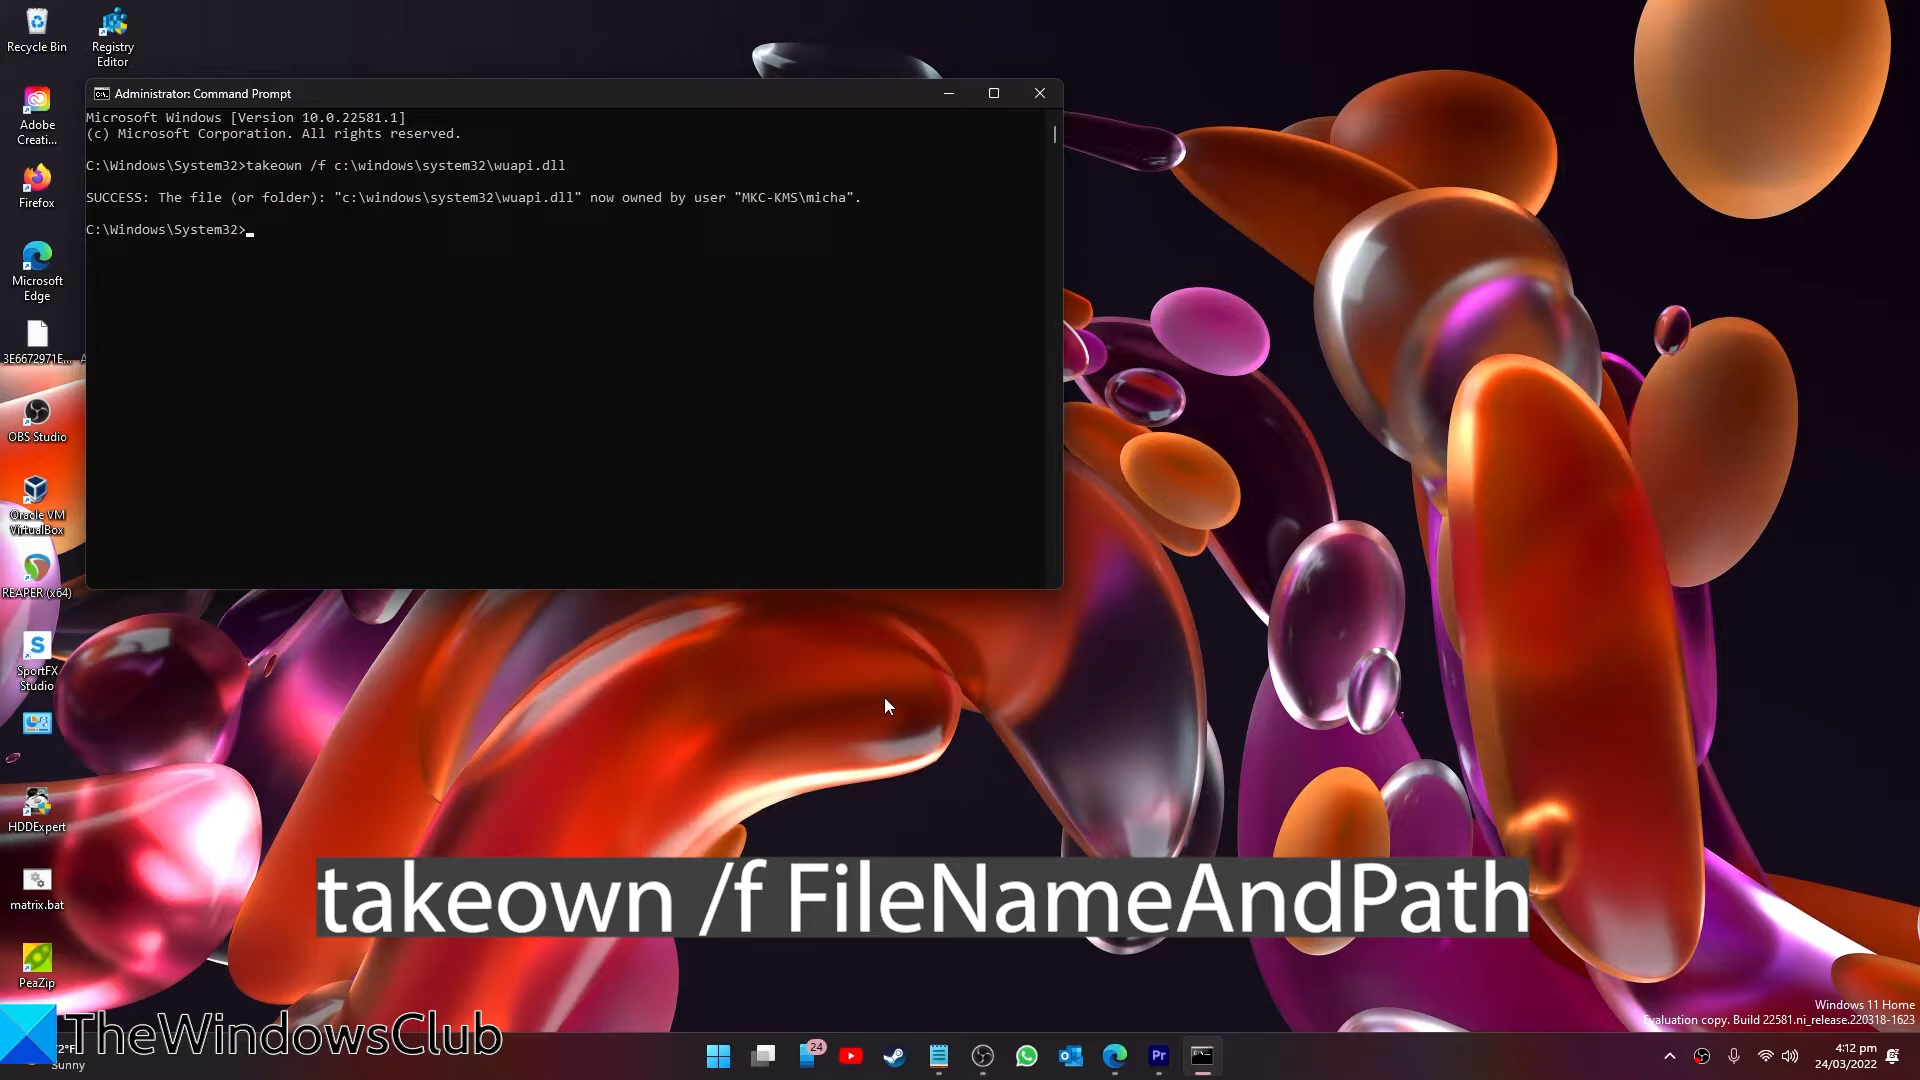 Recycle Bin
Registry
Editor
Adobe
Creati...
Firefox
Microsoft
Edge
3E6672971E...
OBS Studio
Oracle VM
VirtualBox
REAPER (x64)
SportFX
Studio
HDDExpert
matrix.bat
PeaZip
Administrator: Command Prompt
Microsoft Windows [Version 10.0.22581.1]
(c) Microsoft Corporation. All rights reserved.
C:\Windows\System32>takeown /f c:\windows\system32\wuapi.dll
SUCCESS: The file (or folder): "c:\windows\system32\wuapi.dll" now owned by user "MKC-KMS\micha".
C:\Windows\System32>
takeown /f FileNameAndPath
TheWindowsClub
Sunny
24
Pr
Windows 11 Home
Evaluation copy. Build 22581.ni_release.220318-1623
4:12 pm
24/03/2022